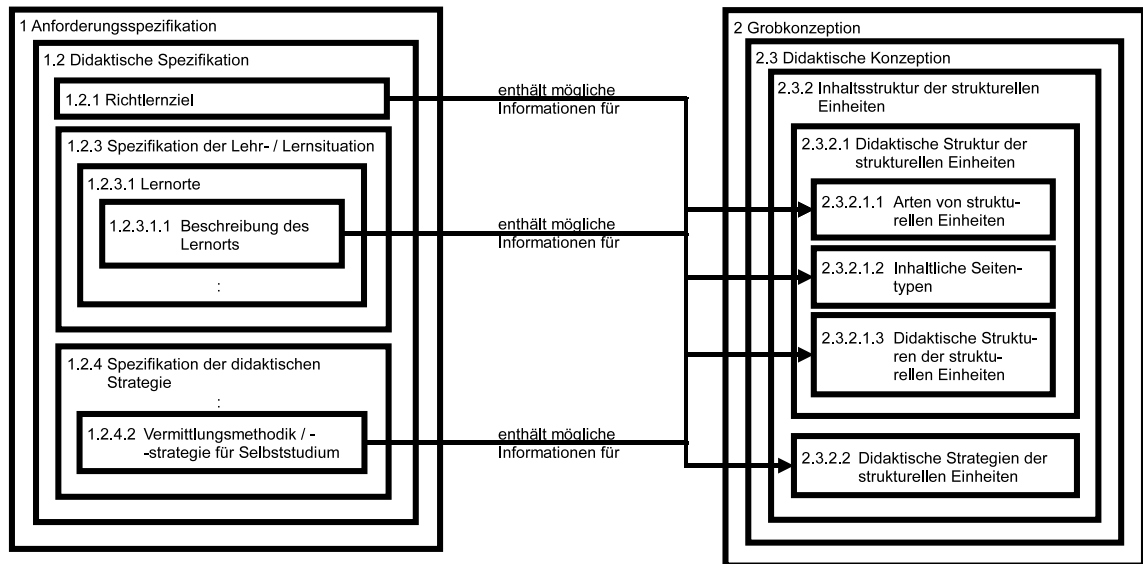 1 Anforderungsspezifikation
1.2 Didaktische Spezifikation
1.2.1 Richtlernziel
1.2.3 Spezifikation der Lehr- / Lernsituation
1.2.3.1 Lernorte
1.2.3.1.1 Beschreibung des
Lernorts
:
1.2.4 Spezifikation der didaktischen
Strategie
:
1.2.4.2 Vermittlungsmethodik / -
-strategie für Selbststudium
enthält mögliche
Informationen für
enthält mögliche
Informationen für
enthält mögliche
Informationen für
2 Grobkonzeption
2.3 Didaktische Konzeption
2.3.2 Inhaltsstruktur der strukturellen
Einheiten
2.3.2.1 Didaktische Struktur der
strukturellen Einheiten
2.3.2.1.1 Arten von struktu-
rellen Einheiten
2.3.2.1.2 Inhaltliche Seiten-
typen
2.3.2.1.3 Didaktische Struktu-
ren der struktu-
rellen Einheiten
2.3.2.2 Didaktische Strategien der
strukturellen Einheiten